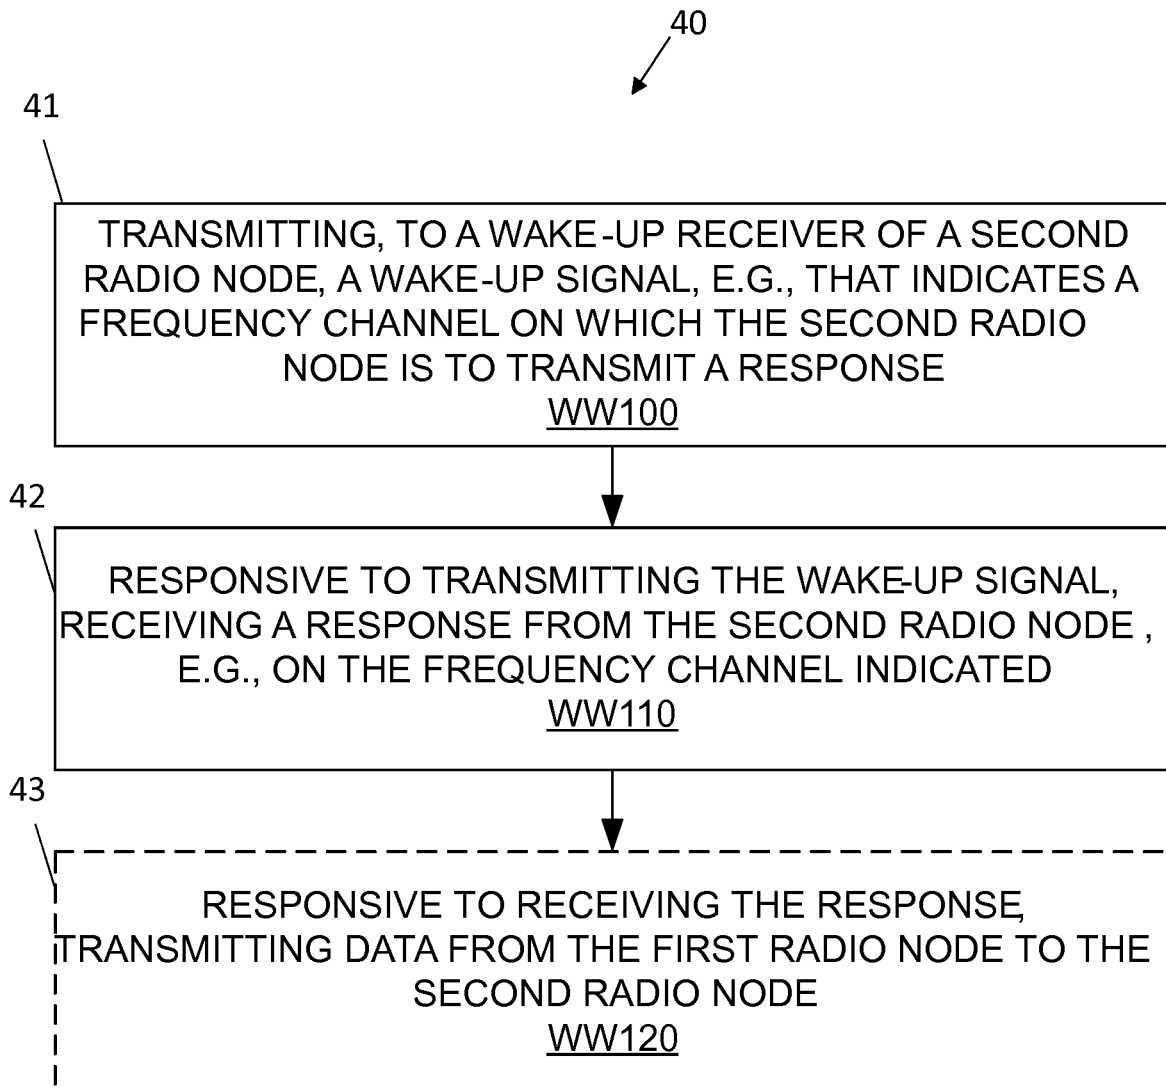 40
41
TRANSMITTING, TO A WAKE-UP RECEIVER OF A SECOND
RADIO NODE, A WAKE-UP SIGNAL, E.G., THAT INDICATES A
FREQUENCY CHANNEL ON WHICH THE SECOND RADIO
NODE IS TO TRANSMIT A RESPONSE
WW100
42
RESPONSIVE TO TRANSMITTING THE WAKE-UP SIGNAL,
RECEIVING A RESPONSE FROM THE SECOND RADIO NODE ,
E.G., ON THE FREQUENCY CHANNEL INDICATED
WW110
43
RESPONSIVE TO RECEIVING THE RESPONSE,
TRANSMITTING DATA FROM THE FIRST RADIO NODE TO THE
SECOND RADIO NODE
WW120